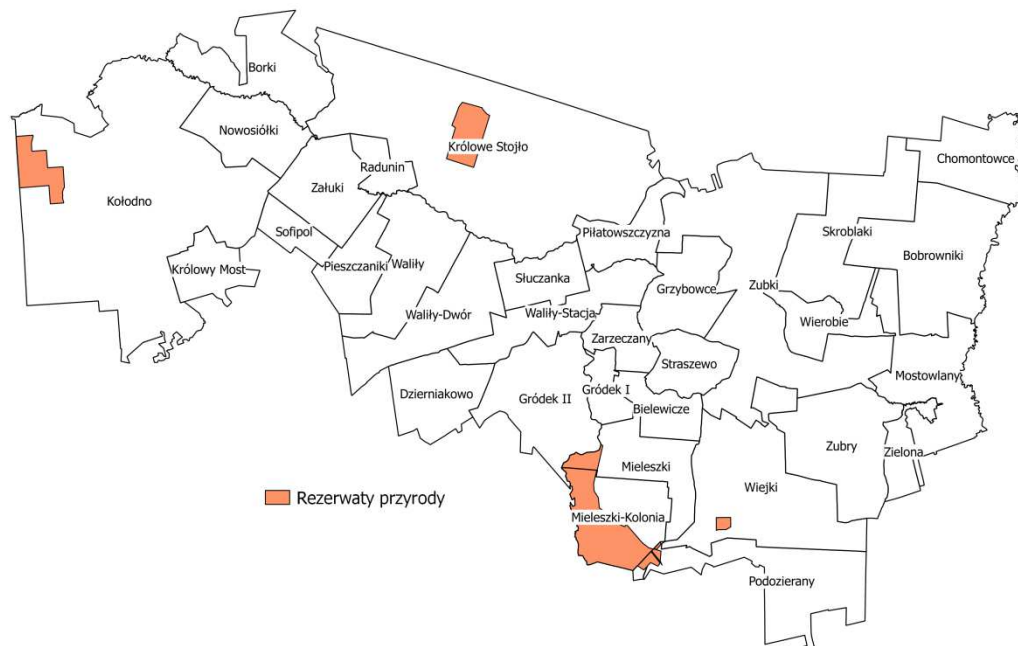 Borki
Nowosiółki
Królowe Stojło
Chomontowce
Radunin
Załuki
Kołodno
Sofipol
Piłatowszczyzna
Skroblaki
Bobrowniki
Królowy Most
Pieszczaniki
Waliły
Słuczanka
Grzybowce
Zubki
Waliły-Dwór
Waliły-Stacja
Wierobie
Zarzeczany
Straszewo
Mostowlany
Dzierniakowo
Gródek II
Gródek I
Bielewicze
Zubry
Zielona
Mieleszki
Wiejki
Rezerwaty przyrody
Mieleszki-Kolonia
Podozierany